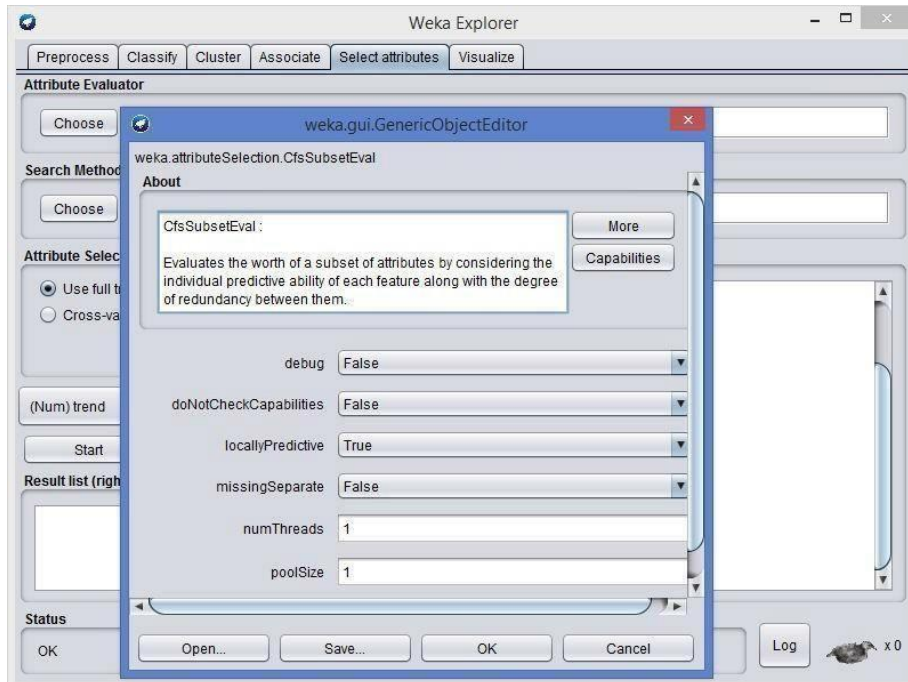 Weka Explorer
Preprocess Classify Cluster Associate Select attributes Visualize
Attribute Evaluator
Choose
weka.gui.GenericObjectEditor
weka.attributeSelection.CfsSubsetEval
About
Search Method
Choose
CfsSubsetEval :
More
Evaluates the worth of a subset of attributes by considering the
individual predictive ability of each feature along with the degree
of redundancy between them.
Capabilities
Attribute Selec
Use full t
Cross-va
debug False
doNotCheckCapabilities False
(Num) trend
locallyPredictive True
Start
missingSeparate False
Result list (righ
numThreads 1
poolSize 1
Status
OK
Open... Save... OK Cancel
Log
x 0